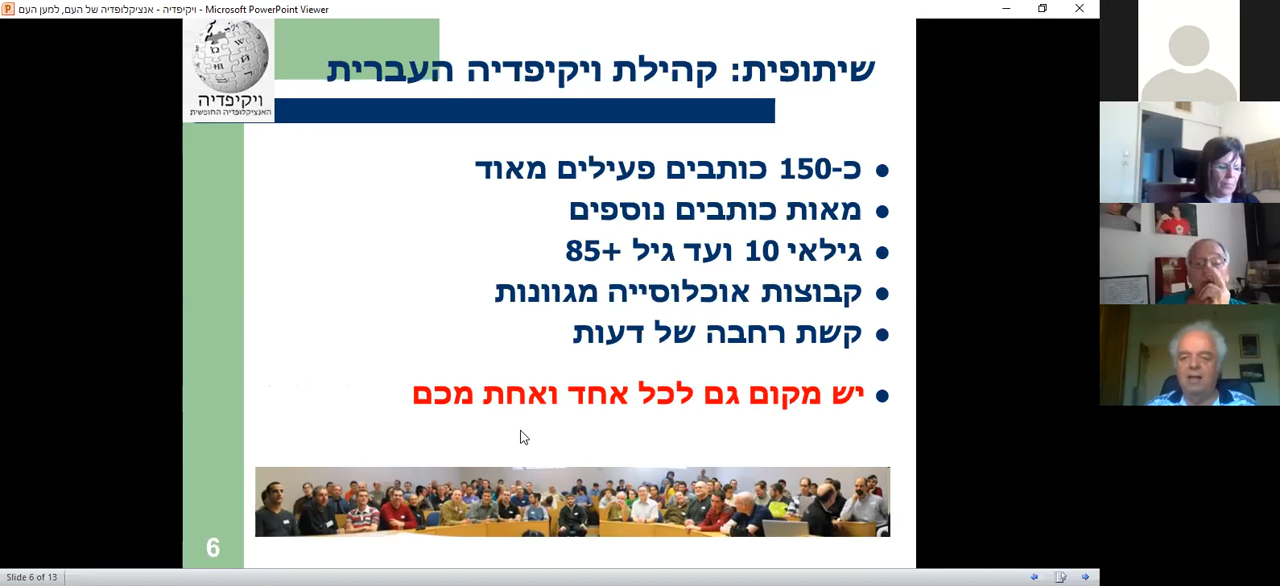 ויקיפדיה - אנציקלופדיה של העם, למען העם - Microsoft PowerPoint Viewer
ויקיפדיה
האנציקלופדיה החופשית
שיתופית: קהילת ויקיפדיה העברית
כ-150 כותבים פעילים מאוד
מאות כותבים נוספים
גילאי 10 ועד גיל 85+
קבוצות אוכלוסייה מגוונות
קשת רחבה של דעות
יש מקום גם לכל אחד ואחת מכם
6
Slide 6 of 13